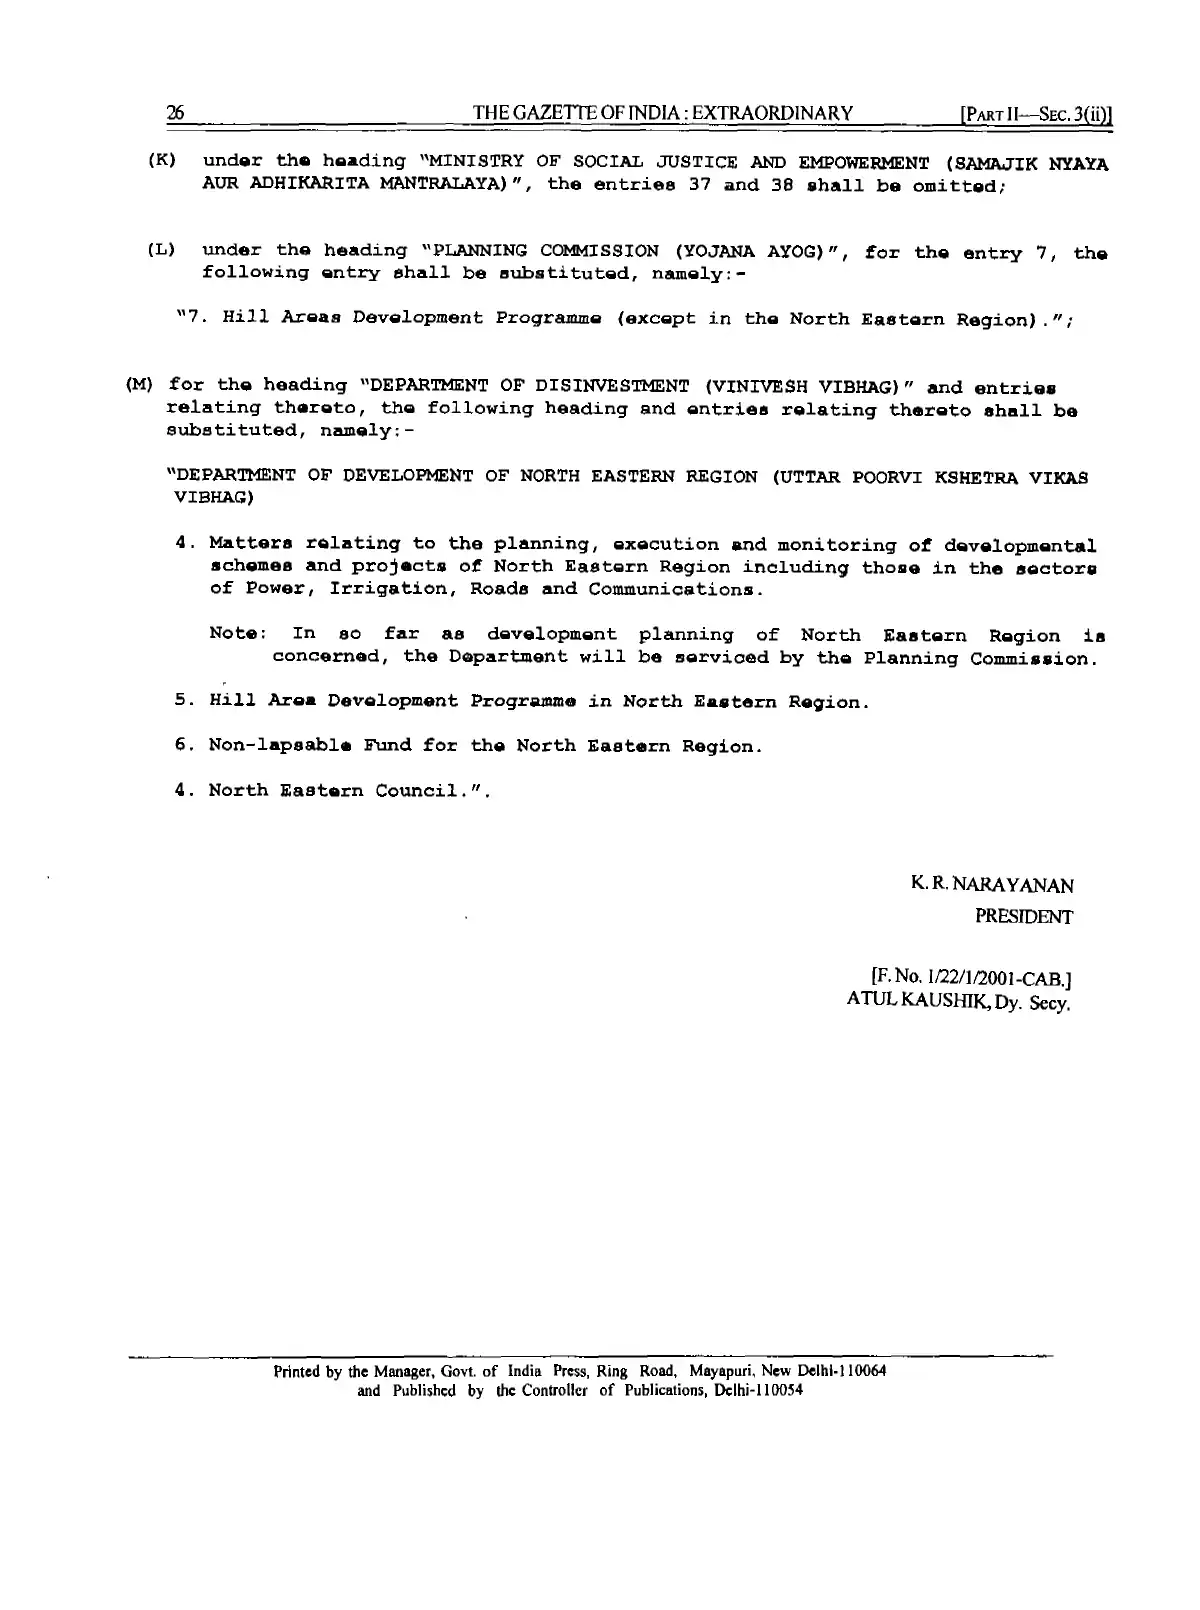 26 THE GAZETTE OF INDIA : EXTRAORDINARY [PART II—SEC. 3(ii)]
(K) under the heading "MINISTRY OF SOCIAL JUSTICE AND EMPOWERMENT (SAMAJIK NYAYA
AUR ADHIKARITA MANTRALAYA)", the entries 37 and 38 shall be omitted;
(L) under the heading "PLANNING COMMISSION (YOJANA AYOG)", for the entry 7, the
following entry shall be substituted, namely:-
"7. Hill Areas Development Programme (except in the North Eastern Region).";
(M) for the heading "DEPARTMENT OF DISINVESTMENT (VINIVESH VIBHAG)" and entries
relating thereto, the following heading and entries relating thereto shall be
substituted, namely:-
"DEPARTMENT OF DEVELOPMENT OF NORTH EASTERN REGION (UTTAR POORVI KSHETRA VIKAS
VIBHAG)
4. Matters relating to the planning, execution and monitoring of developmental
schemes and projects of North Eastern Region including those in the sectors
of Power, Irrigation, Roads and Communications.
Note: In so far as development planning of North Eastern Region is
concerned, the Department will be serviced by the Planning Commission.
5. Hill Area Development Programme in North Eastern Region.
6. Non-lapsable Fund for the North Eastern Region.
4. North Eastern Council.".
K. R. NARAYANAN
PRESIDENT
[F. No. 1/22/1/2001-CAB.]
ATUL KAUSHIK, Dy. Secy.
Printed by the Manager, Govt. of India Press, Ring Road, Mayapuri, New Delhi-110064
and Published by the Controller of Publications, Delhi-110054